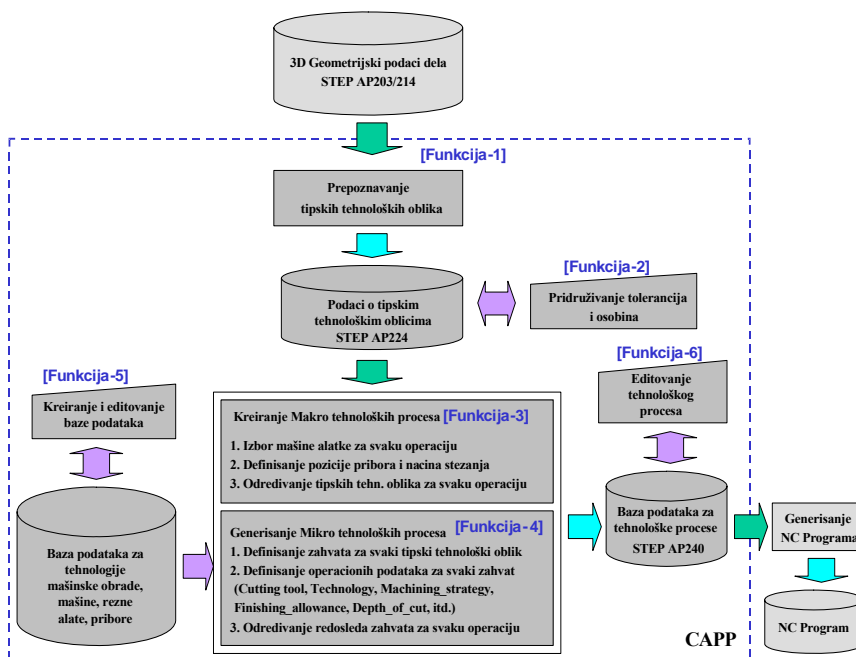 3D Geometrijski podaci dela
STEP AP203/214
[Funkcija-1]
Prepoznavanje
tipskih tehnoloških oblika
[Funkcija-2]
Pridruživanje tolerancija
i osobina
Podaci o tipskim
tehnološkim oblicima
STEP AP224
[Funkcija-5]
Kreiranje i editovanje
baze podataka
[Funkcija-6]
Editovanje
tehnološkog
procesa
Kreiranje Makro tehnoloških procesa [Funkcija-3]
1. Izbor mašine alatke za svaku operaciju
2. Definisanje pozicije pribora i nacina stezanja
3. Odredivanje tipskih tehn. oblika za svaku operaciju
Generisanje Mikro tehnoloških procesa [Funkcija-4]
1. Definisanje zahvata za svaki tipski tehnološki oblik
2. Definisanje operacionih podataka za svaki zahvat
(Cutting tool, Technology, Machining_strategy,
Finishing_allowance, Depth_of_cut, itd.)
3. Odredivanje redosleda zahvata za svaku operaciju
Baza podataka za
tehnologije
mašinske obrade,
mašine, rezne
alate, pribore
Baza podataka za
tehnološke procese
STEP AP240
Generisanje
NC Programa
NC Program
CAPP